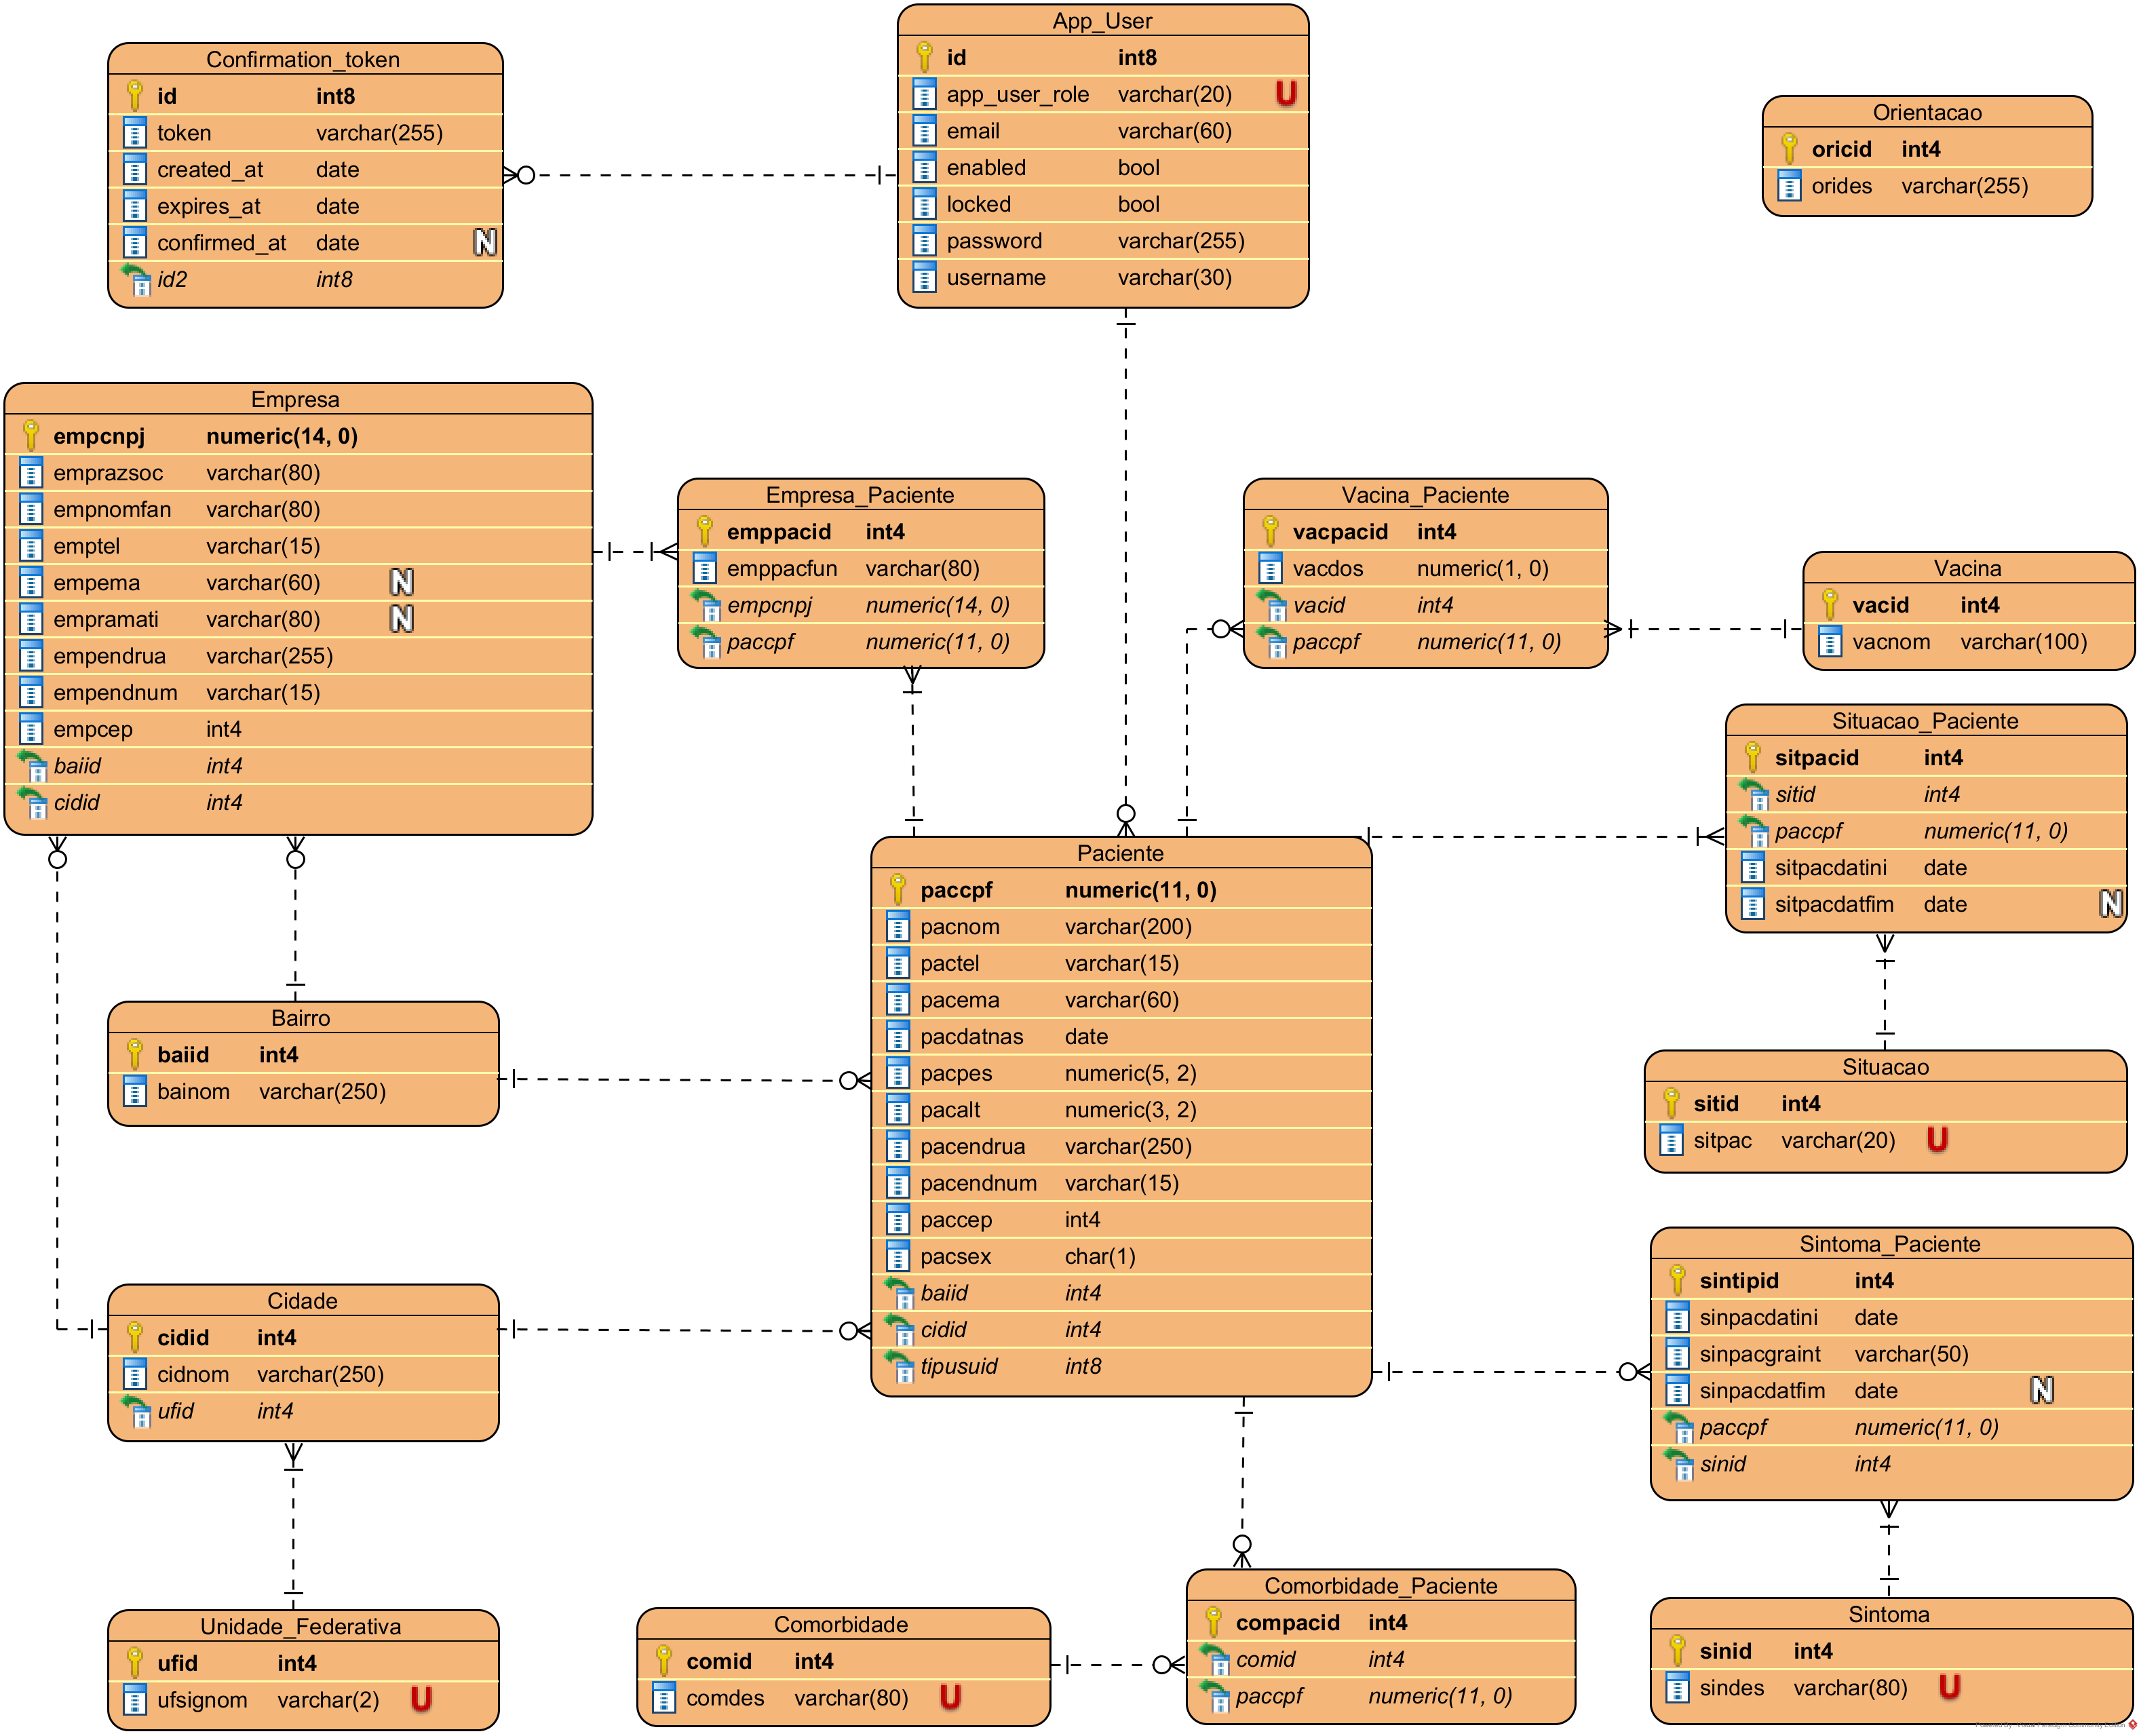 App_User
id int8
app_user_role varchar(20) U
email varchar(60)
enabled bool
locked bool
password varchar(255)
username varchar(30)
Confirmation_token
id int8
token varchar(255)
created_at date
expires_at date
confirmed_at date N
id2 int8
Orientacao
oricid int4
orides varchar(255)
Empresa
empcnpj numeric(14, 0)
emprazsoc varchar(80)
empnomfan varchar(80)
emptel varchar(15)
empema varchar(60) N
empramati varchar(80) N
empendrua varchar(255)
empendnum varchar(15)
empcep int4
baiid int4
cidid int4
Empresa_Paciente
emppacid int4
emppacfun varchar(80)
empcnpj numeric(14, 0)
paccpf numeric(11, 0)
Vacina_Paciente
vacpacid int4
vacdos numeric(1, 0)
vacid int4
paccpf numeric(11, 0)
Vacina
vacid int4
vacnom varchar(100)
Situacao_Paciente
sitpacid int4
sitid int4
paccpf numeric(11, 0)
sitpacdatini date
sitpacdatfim date N
Paciente
paccpf numeric(11, 0)
pacnom varchar(200)
pactel varchar(15)
pacema varchar(60)
pacdatnas date
pacpes numeric(5, 2)
pacalt numeric(3, 2)
pacendrua varchar(250)
pacendnum varchar(15)
paccep int4
pacsex char(1)
baiid int4
cidid int4
tipusuid int8
Bairro
baiid int4
bainom varchar(250)
Situacao
sitid int4
sitpac varchar(20) U
Sintoma_Paciente
sintipid int4
sinpacdatini date
sinpacgraint varchar(50)
sinpacdatfim date N
paccpf numeric(11, 0)
sinid int4
Cidade
cidid int4
cidnom varchar(250)
ufid int4
Unidade_Federativa
ufid int4
ufsignom varchar(2) U
Comorbidade
comid int4
comdes varchar(80) U
Comorbidade_Paciente
compacid int4
comid int4
paccpf numeric(11, 0)
Sintoma
sinid int4
sindes varchar(80) U
Powered By Visual Paradigm Community Edition